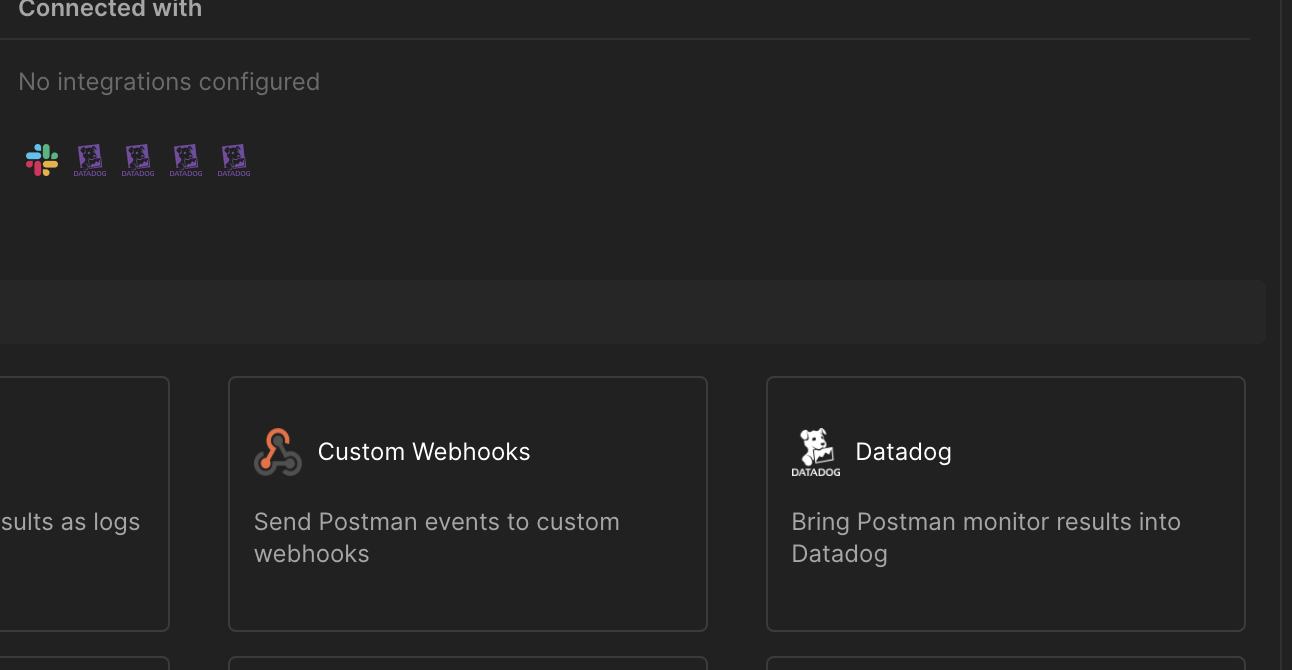 Connected with
No integrations configured
DATADOG DATADOG DATADOG DATADOG
sults as logs
Custom Webhooks
Send Postman events to custom
webhooks
DATADOG
Datadog
Bring Postman monitor results into
Datadog